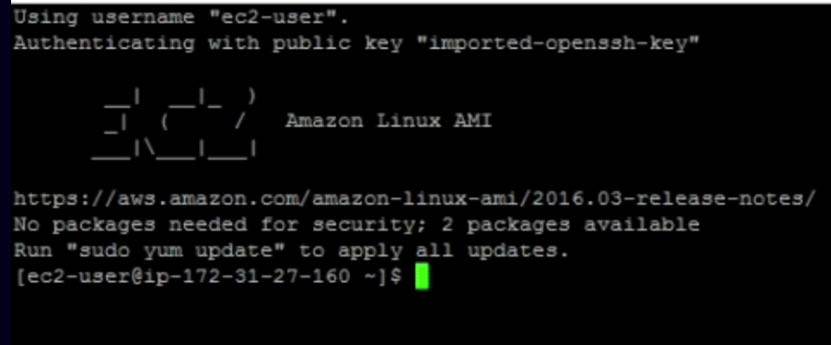 Using username "ec2-user".
Authenticating with public key "imported-openssh-key"
       __|  __|_  )
       _|  (     /   Amazon Linux AMI
      ___|\___|___|
https://aws.amazon.com/amazon-linux-ami/2016.03-release-notes/
No packages needed for security; 2 packages available
Run "sudo yum update" to apply all updates.
[ec2-user@ip-172-31-27-160 ~]$